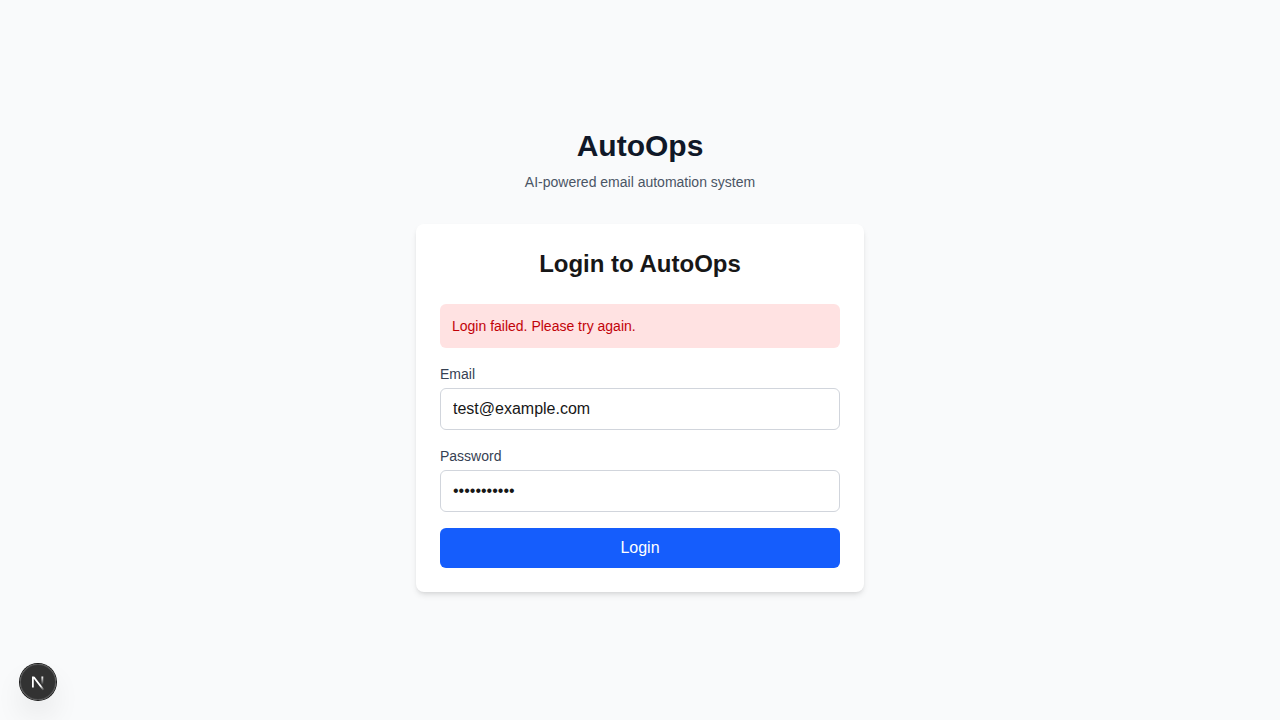 AutoOps
AI-powered email automation system
Login to AutoOps
Login failed. Please try again.
Email
test@example.com
Password
•••••••••••
Login
N